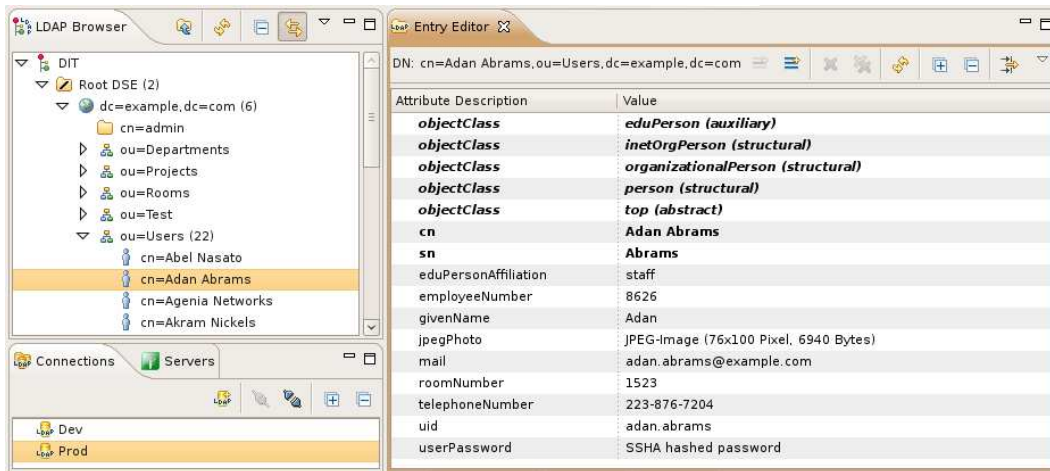 LDAP Browser
DIT
Root DSE (2)
dc=example,dc=com (6)
cn=admin
ou=Departments
ou=Projects
ou=Rooms
ou=Test
ou=Users (22)
cn=Abel Nasato
cn=Adan Abrams
cn=Agenia Networks
cn=Akram Nickels
Connections
Servers
LDAP
Dev
Prod
Entry Editor
DN: cn=Adan Abrams,ou=Users,dc=example,dc=com
Attribute Description Value
objectClass eduPerson (auxiliary)
objectClass inetOrgPerson (structural)
objectClass organizationalPerson (structural)
objectClass person (structural)
objectClass top (abstract)
cn Adan Abrams
sn Abrams
eduPersonAffiliation staff
employeeNumber 8626
givenName Adan
jpegPhoto JPEG-Image (76x100 Pixel, 6940 Bytes)
mail adan.abrams@example.com
roomNumber 1523
telephoneNumber 223-876-7204
uid adan.abrams
userPassword SSHA hashed password